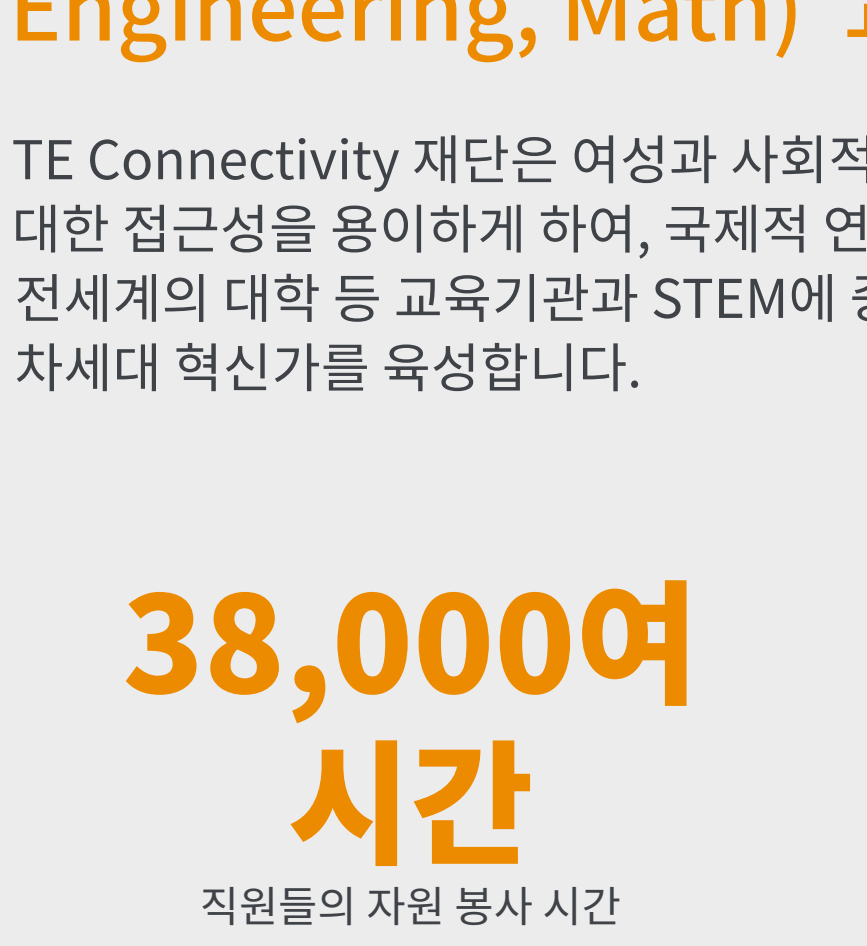 Engineering, Math)
TE Connectivity 재단은 여성과 사회적
대한 접근성을 용이하게 하여, 국제적
전세계의 대학 등 교육기관과 STEM에
차세대 혁신가를 육성합니다.
38,000여
시간
직원들의 자원 봉사 시간